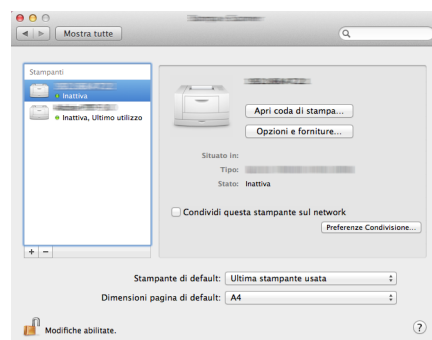 Mostra tutte
Stampanti
Inattiva
Inattiva, Ultimo utilizzo
Apri coda di stampa...
Opzioni e forniture...
Situato in:
Tipo:
Stato: Inattiva
Condividi questa stampante sul network
Preferenze Condivisione...
+ −
Stampante di default: Ultima stampante usata
Dimensioni pagina di default: A4
Modifiche abilitate.
?